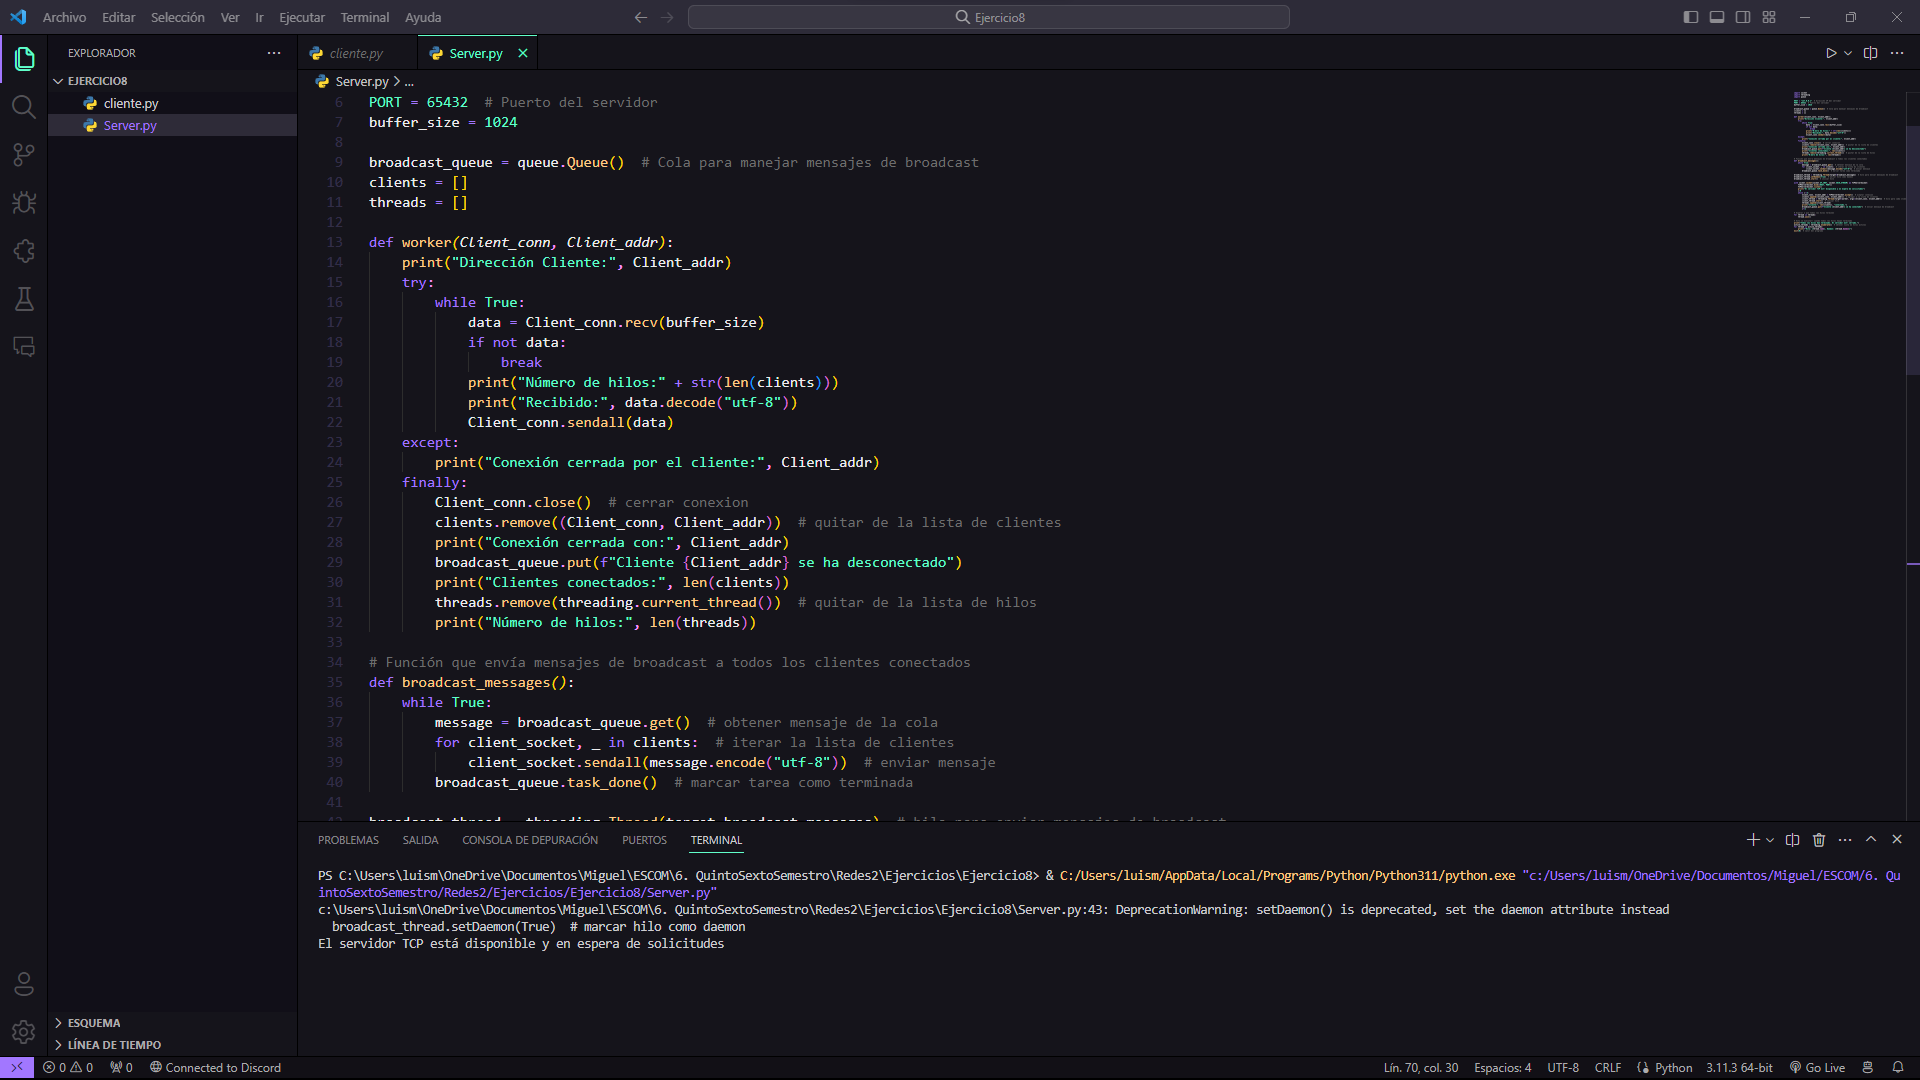 Archivo Editar Selección Ver Ir Ejecutar Terminal Ayuda
Ejercicio8
EXPLORADOR
EJERCICIO8
cliente.py
Server.py
ESQUEMA
LÍNEA DE TIEMPO
cliente.py Server.py
Server.py > ...
6 PORT = 65432  # Puerto del servidor
7 buffer_size = 1024
8
9 broadcast_queue = queue.Queue()  # Cola para manejar mensajes de broadcast
10 clients = []
11 threads = []
12
13 def worker(Client_conn, Client_addr):
14     print("Dirección Cliente:", Client_addr)
15     try:
16         while True:
17             data = Client_conn.recv(buffer_size)
18             if not data:
19                 break
20             print("Número de hilos:" + str(len(clients)))
21             print("Recibido:", data.decode("utf-8"))
22             Client_conn.sendall(data)
23     except:
24         print("Conexión cerrada por el cliente:", Client_addr)
25     finally:
26         Client_conn.close()  # cerrar conexion
27         clients.remove((Client_conn, Client_addr))  # quitar de la lista de clientes
28         print("Conexión cerrada con:", Client_addr)
29         broadcast_queue.put(f"Cliente {Client_addr} se ha desconectado")
30         print("Clientes conectados:", len(clients))
31         threads.remove(threading.current_thread())  # quitar de la lista de hilos
32         print("Número de hilos:", len(threads))
33
34 # Función que envía mensajes de broadcast a todos los clientes conectados
35 def broadcast_messages():
36     while True:
37         message = broadcast_queue.get()  # obtener mensaje de la cola
38         for client_socket, _ in clients:  # iterar la lista de clientes
39             client_socket.sendall(message.encode("utf-8"))  # enviar mensaje
40         broadcast_queue.task_done()  # marcar tarea como terminada
41
PROBLEMAS SALIDA CONSOLA DE DEPURACIÓN PUERTOS TERMINAL
PS C:\Users\luism\OneDrive\Documentos\Miguel\ESCOM\6. QuintoSextoSemestro\Redes2\Ejercicios\Ejercicio8> & C:/Users/luism/AppData/Local/Programs/Python/Python311/python.exe "c:/Users/luism/OneDrive/Documentos/Miguel/ESCOM/6. Qu
intoSextoSemestro/Redes2/Ejercicios/Ejercicio8/Server.py"
c:\Users\luism\OneDrive\Documentos\Miguel\ESCOM\6. QuintoSextoSemestro\Redes2\Ejercicios\Ejercicio8\Server.py:43: DeprecationWarning: setDaemon() is deprecated, set the daemon attribute instead
  broadcast_thread.setDaemon(True)  # marcar hilo como daemon
El servidor TCP está disponible y en espera de solicitudes
0 0 0 Connected to Discord Lín. 70, col. 30 Espacios: 4 UTF-8 CRLF Python 3.11.3 64-bit Go Live